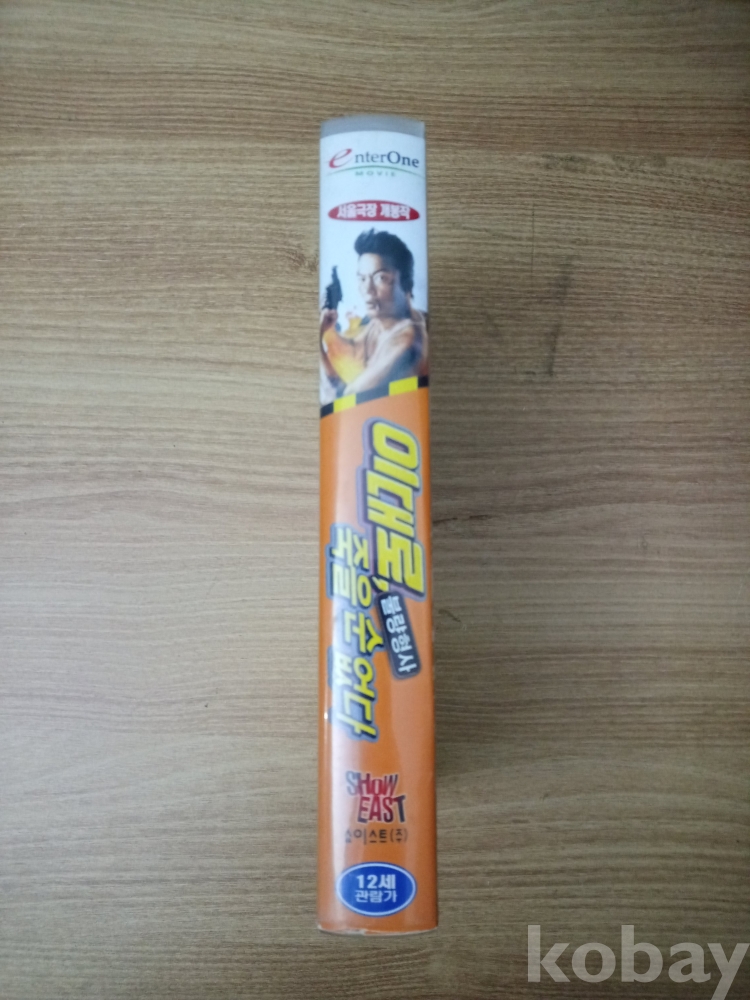 enterOne
MOVIE
서울극장 개봉작
이대로,
불량형사
죽을 순 없다
SHOW
EAST
쇼이스트(주)
12세
관람가
kobay